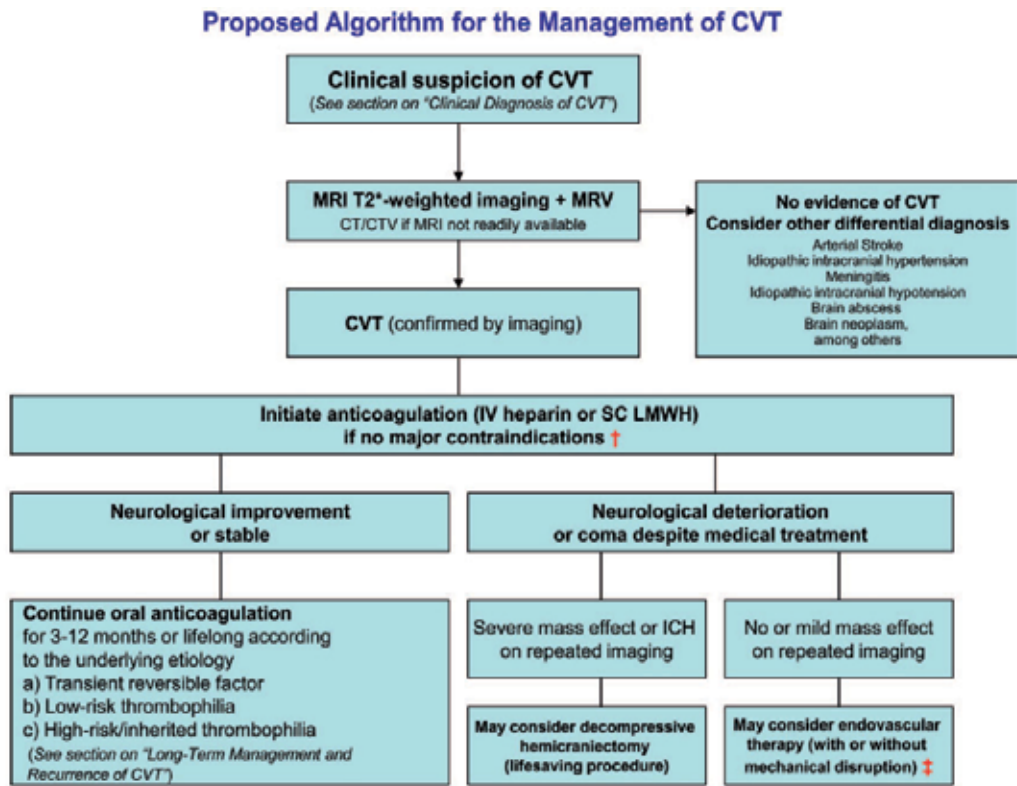 Proposed Algorithm for the Management of CVT
Clinical suspicion of CVT
(See section on "Clinical Diagnosis of CVT")
MRI T2*-weighted imaging + MRV
CT/CTV if MRI not readily available
No evidence of CVT
Consider other differential diagnosis
Arterial Stroke
Idiopathic intracranial hypertension
Meningitis
Idiopathic intracranial hypotension
Brain abscess
Brain neoplasm,
among others
CVT (confirmed by imaging)
Initiate anticoagulation (IV heparin or SC LMWH)
if no major contraindications †
Neurological improvement
or stable
Neurological deterioration
or coma despite medical treatment
Continue oral anticoagulation
for 3-12 months or lifelong according
to the underlying etiology
a) Transient reversible factor
b) Low-risk thrombophilia
c) High-risk/inherited thrombophilia
(See section on "Long-Term Management and
Recurrence of CVT")
Severe mass effect or ICH
on repeated imaging
No or mild mass effect
on repeated imaging
May consider decompressive
hemicraniectomy
(lifesaving procedure)
May consider endovascular
therapy (with or without
mechanical disruption) ‡